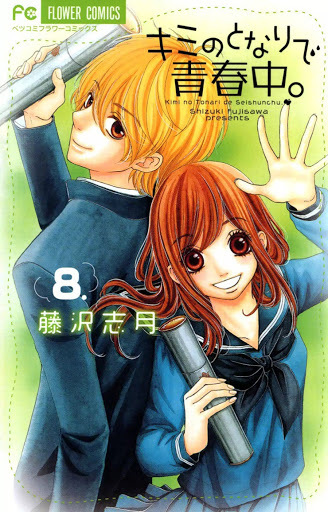 FC FLOWER COMICS
ベツコミフラワーコミックス
キミのとなりで
青春中。
Kimi no Tonari de Seishunchu.
Shizuki Fujisawa
presents
8.
藤沢志月